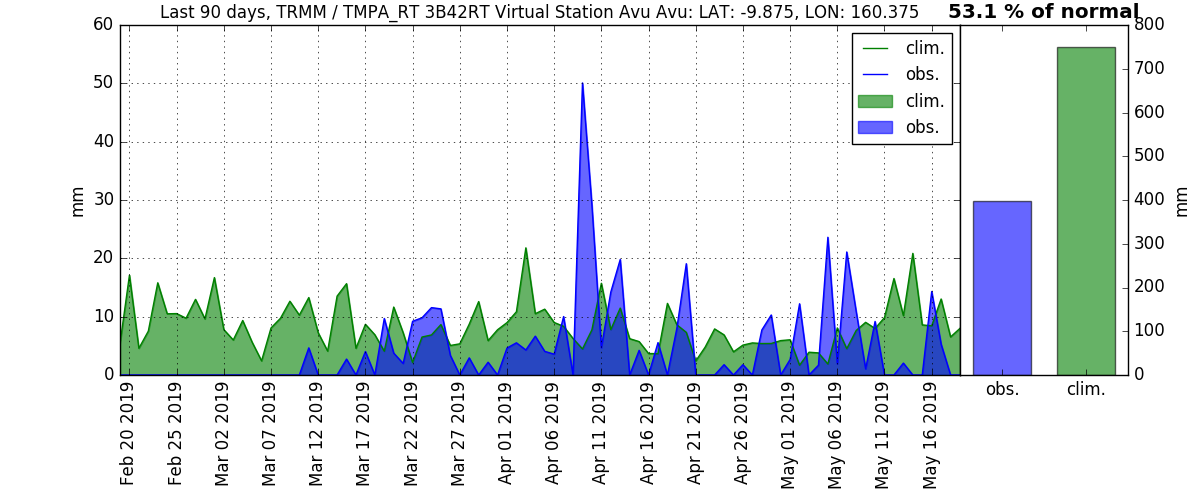 Last 90 days, TRMM / TMPA_RT 3B42RT Virtual Station Avu Avu: LAT: -9.875, LON: 160.375
53.1 % of normal
60
50
40
30
20
10
0
mm
clim.
obs.
clim.
obs.
800
700
600
500
400
300
200
100
0
mm
Feb 20 2019
Feb 25 2019
Mar 02 2019
Mar 07 2019
Mar 12 2019
Mar 17 2019
Mar 22 2019
Mar 27 2019
Apr 01 2019
Apr 06 2019
Apr 11 2019
Apr 16 2019
Apr 21 2019
Apr 26 2019
May 01 2019
May 06 2019
May 11 2019
May 16 2019
obs.
clim.